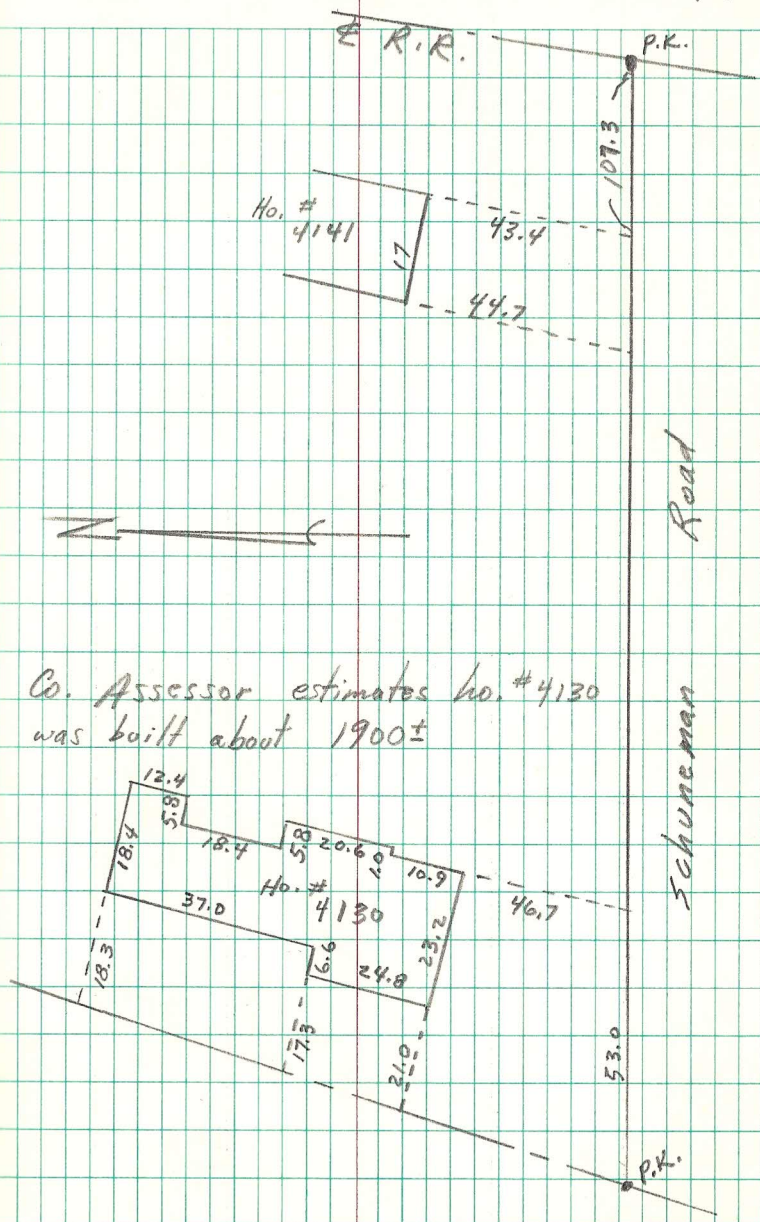 ℄ R.R.
P.K.
107.3
Ho. #
4141
43.4
17
44.7
Road
N
Co. Assessor estimates ho. #4130
was built about 1900±
Schuneman
12.4
5.8
18.4
18.4
5.8
20.6
1.0
10.9
Ho. #
4130
46.7
37.0
23.2
6.6
24.8
18.3
17.3
21.0
53.0
P.K.